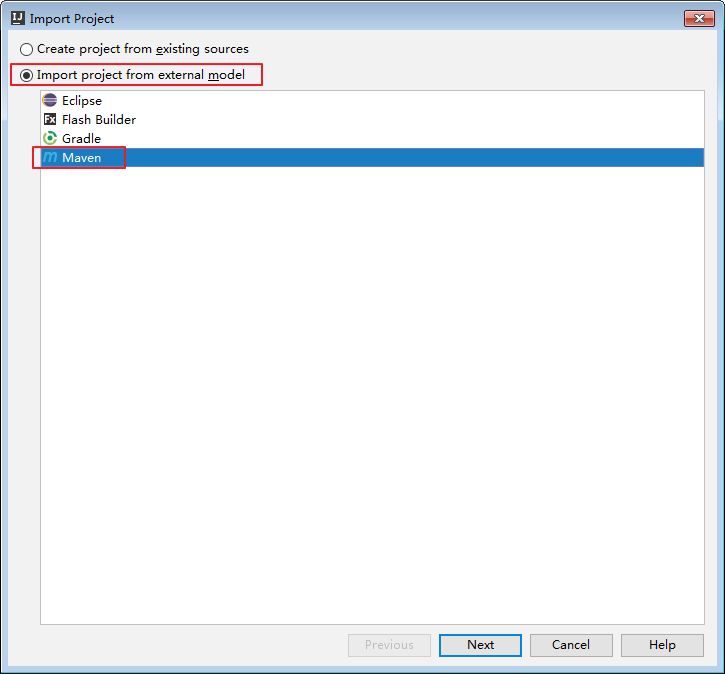 IJ Import Project
Create project from existing sources
Import project from external model
Eclipse
Fx Flash Builder
Gradle
m Maven
Previous Next Cancel Help